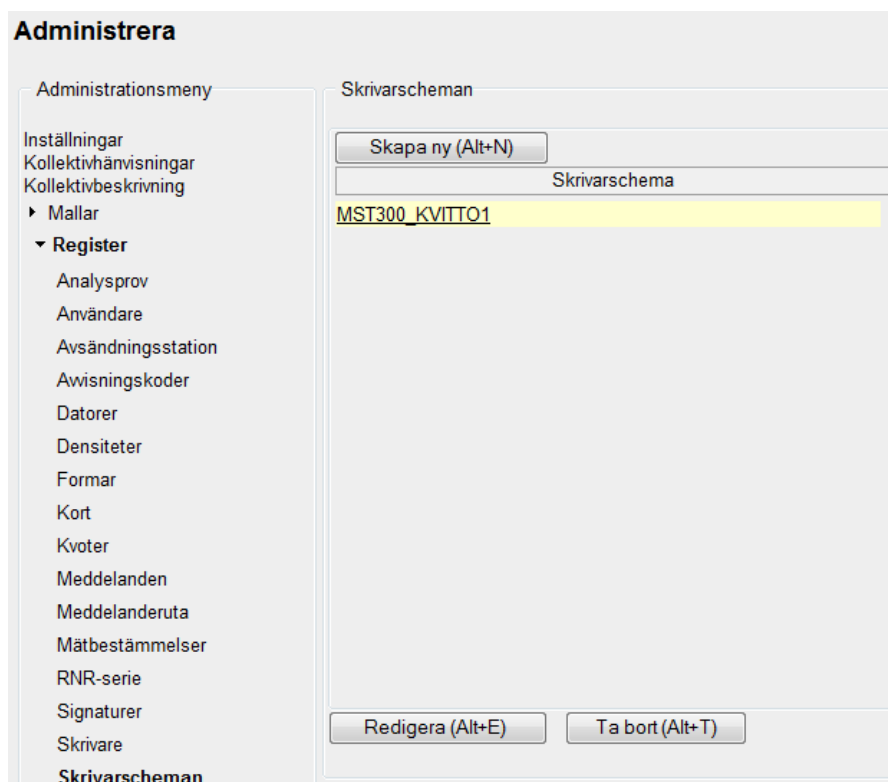 Administrera
Administrationsmeny
Inställningar
Kollektivhänvisningar
Kollektivbeskrivning
Mallar
Register
Analysprov
Användare
Avsändningsstation
Avvisningskoder
Datorer
Densiteter
Formar
Kort
Kvoter
Meddelanden
Meddelanderuta
Mätbestämmelser
RNR-serie
Signaturer
Skrivare
Skrivarscheman
Skrivarscheman
Skapa ny (Alt+N)
Skrivarschema
MST300_KVITTO1
Redigera (Alt+E)
Ta bort (Alt+T)